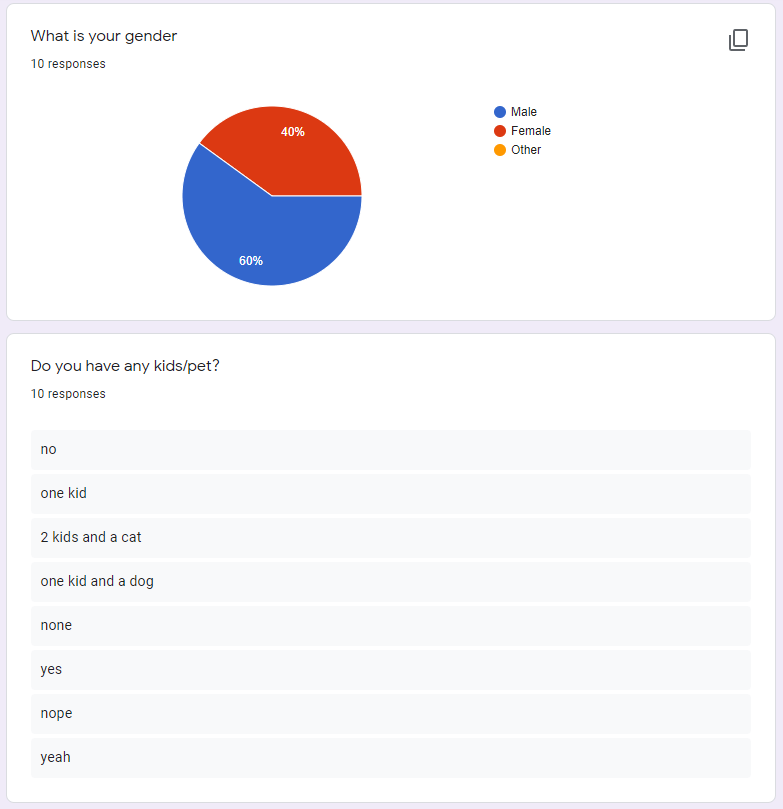 What is your gender
10 responses
40%
60%
Male
Female
Other
Do you have any kids/pet?
10 responses
no
one kid
2 kids and a cat
one kid and a dog
none
yes
nope
yeah